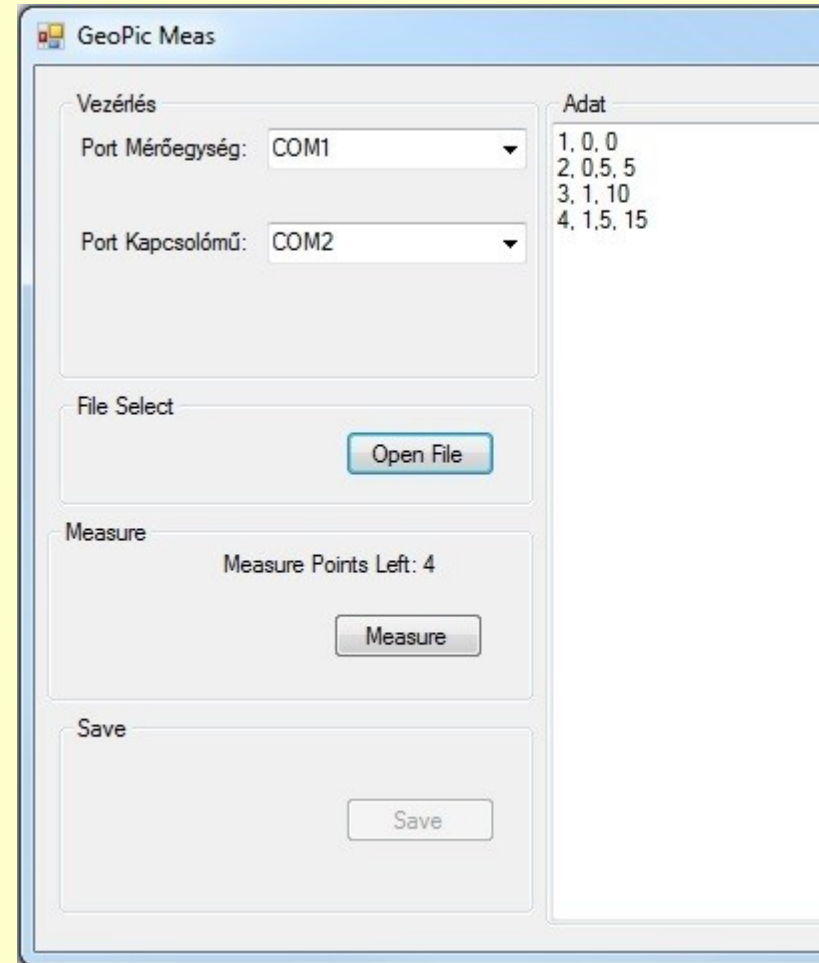 GeoPic Meas
Vezérlés
Port Mérőegység: COM1
Port Kapcsolómű: COM2
File Select
Open File
Measure
Measure Points Left: 4
Measure
Save
Save
Adat
1, 0, 0
2, 0,5, 5
3, 1, 10
4, 1,5, 15